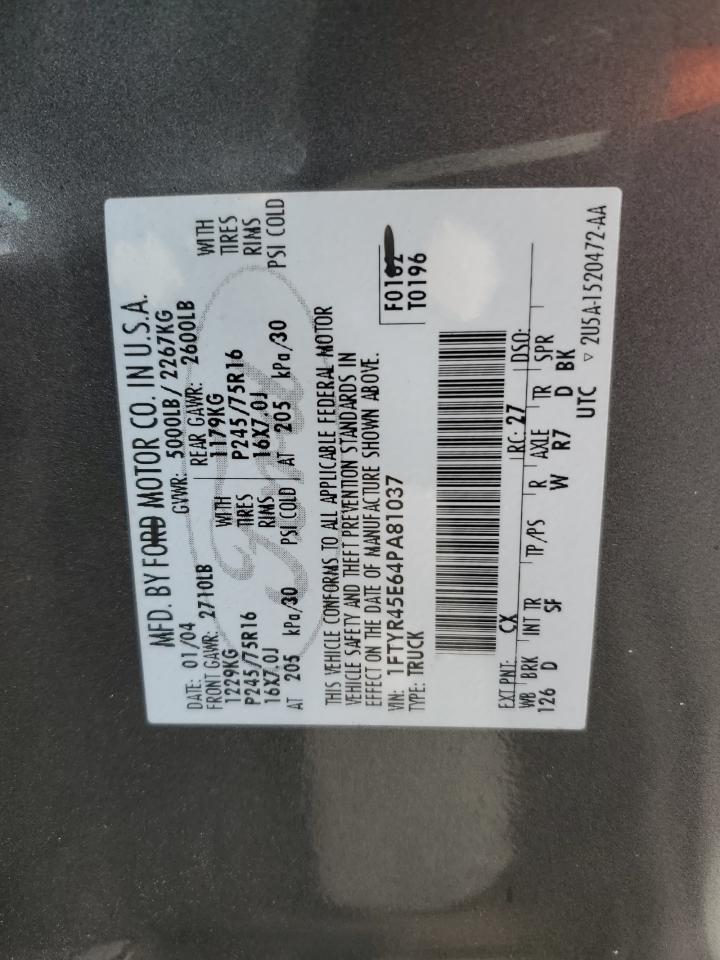 MFD. BY FORD MOTOR CO. IN U.S.A.
DATE: 01/04 GVWR: 5000LB / 2267KG
FRONT GAWR: 2710LB REAR GAWR: 2600LB
1229KG WITH 1179KG WITH
P245/75R16 TIRES P245/75R16 TIRES
16X7.0J RIMS 16X7.0J RIMS
AT 205 kPa/30 PSI COLD AT 205 kPa/30 PSI COLD
THIS VEHICLE CONFORMS TO ALL APPLICABLE FEDERAL MOTOR
VEHICLE SAFETY AND THEFT PREVENTION STANDARDS IN
EFFECT ON THE DATE OF MANUFACTURE SHOWN ABOVE.
VIN: 1FTYR45E64PA81037
TYPE: TRUCK
F0182
T0196
EXT PNT: CX RC: 27 DSO:
WB BRK INT TR TP/PS R AXLE TR SPR
126 D SF W R7 D BK
UTC ▽ 2U5A-1520472-AA
Ford